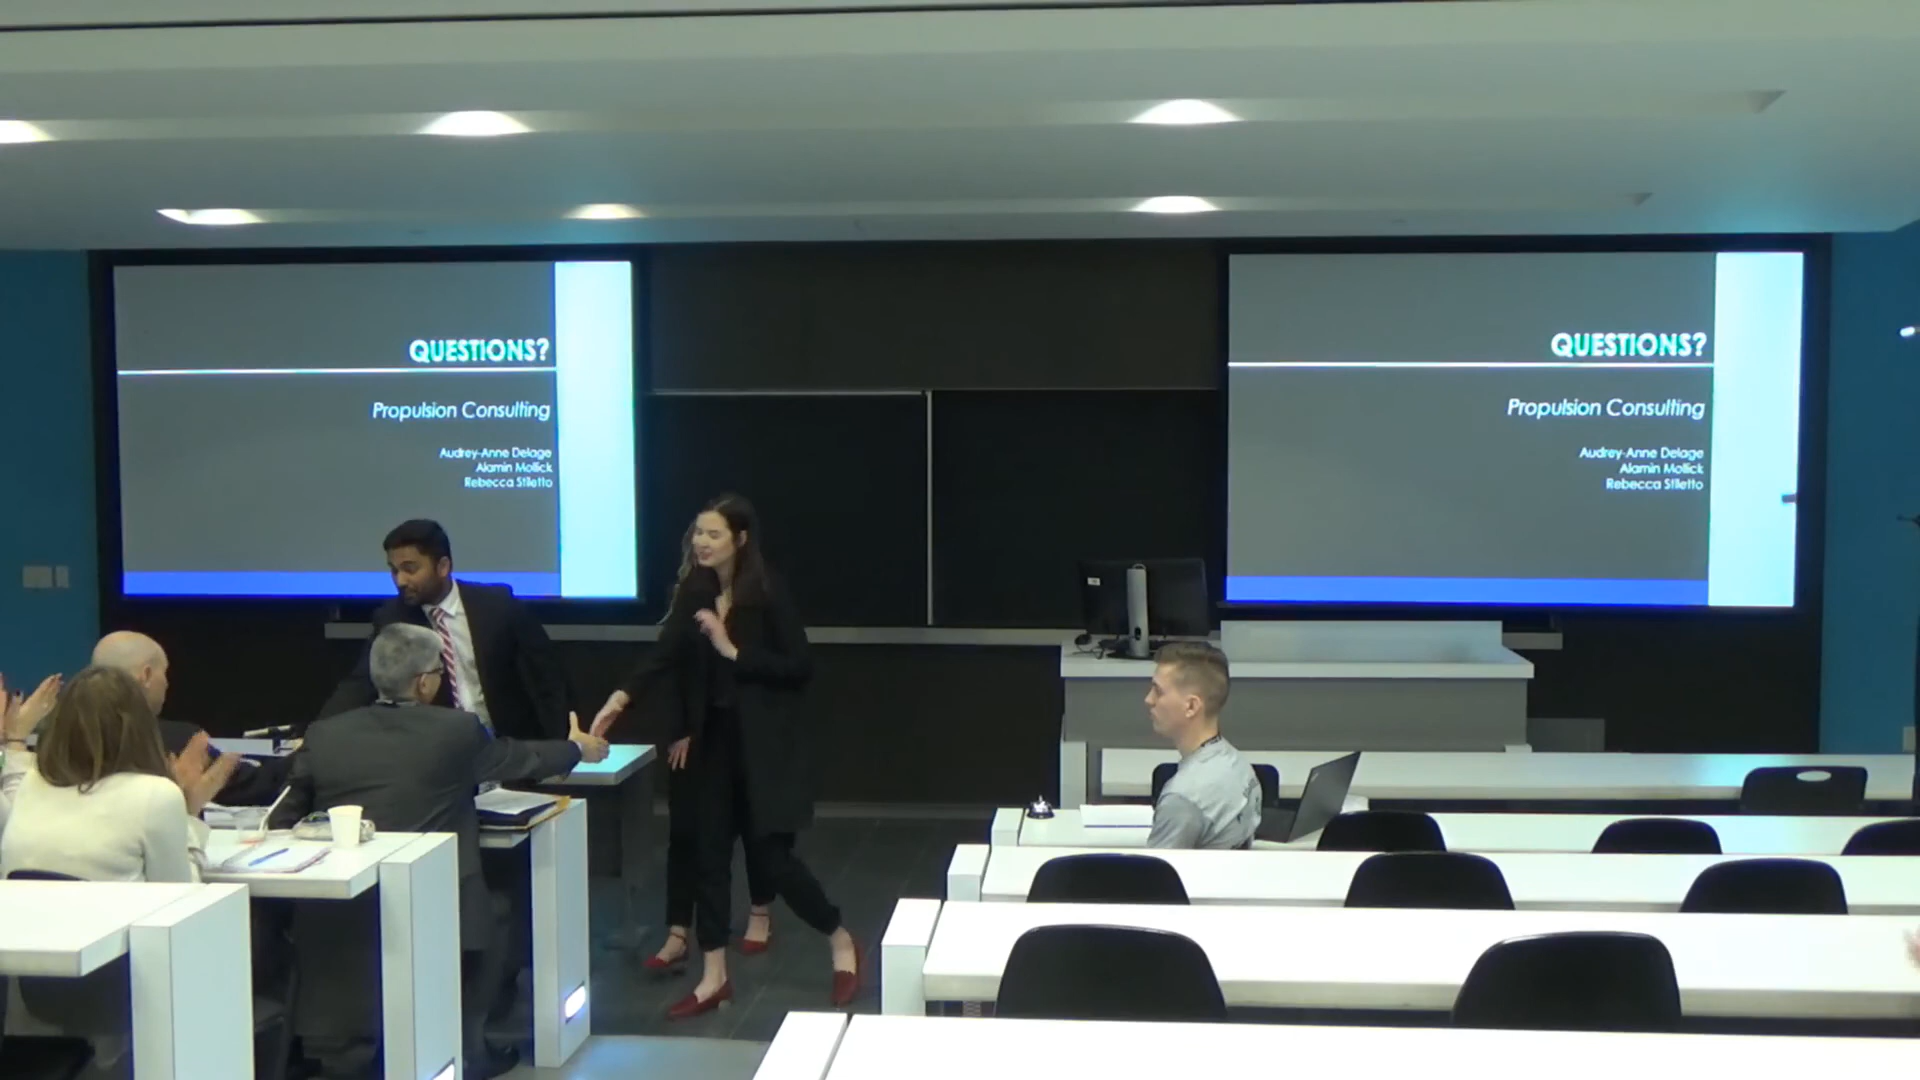 QUESTIONS?
Propulsion Consulting
Audrey-Anne Delage
Alamin Mollick
Rebecca Stiletto
QUESTIONS?
Propulsion Consulting
Audrey-Anne Delage
Alamin Mollick
Rebecca Stiletto